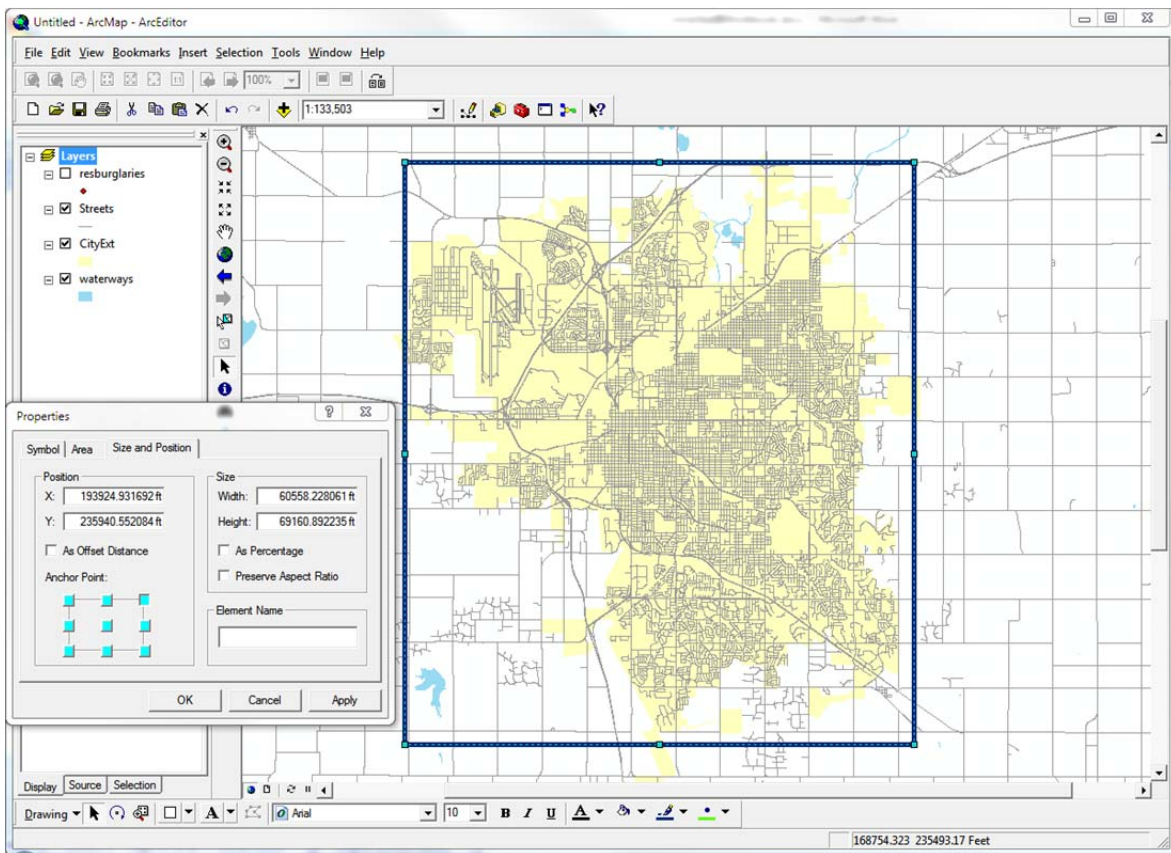 Untitled - ArcMap - ArcEditor
File Edit View Bookmarks Insert Selection Tools Window Help
1:1
100%
1:133,503
Layers
resburglaries
Streets
CityExt
waterways
Properties
Symbol Area Size and Position
Position
X: 193924.931692 ft
Y: 235940.552084 ft
As Offset Distance
Anchor Point:
Size
Width: 60558.228061 ft
Height: 69160.892235 ft
As Percentage
Preserve Aspect Ratio
Element Name
OK Cancel Apply
Display Source Selection
Drawing A Arial 10 B I U A
168754.323 235493.17 Feet